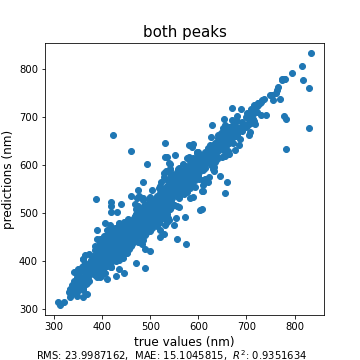 both peaks
predictions (nm)
800
700
600
500
400
300
300 400 500 600 700 800
true values (nm)
RMS: 23.9987162, MAE: 15.1045815, R²: 0.9351634